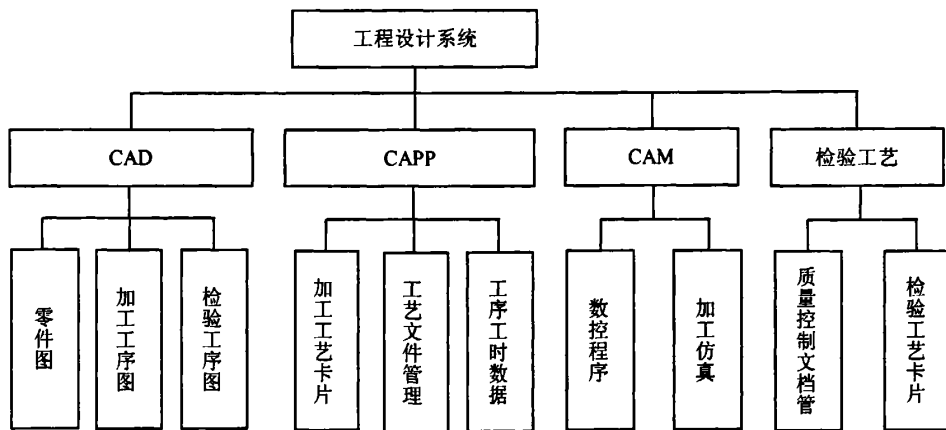 工程设计系统
CAD
CAPP
CAM
检验工艺
零件图
加工工序图
检验工序图
加工工艺卡片
工艺文件管理
工序工时数据
数控程序
加工仿真
质量控制文档管
检验工艺卡片